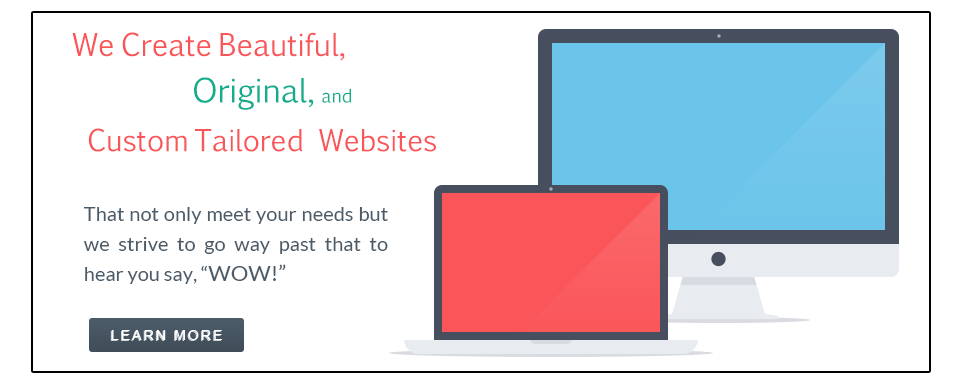 We Create Beautiful,
Original, and
Custom Tailored Websites
That not only meet your needs but
we strive to go way past that to
hear you say, “WOW!”
LEARN MORE